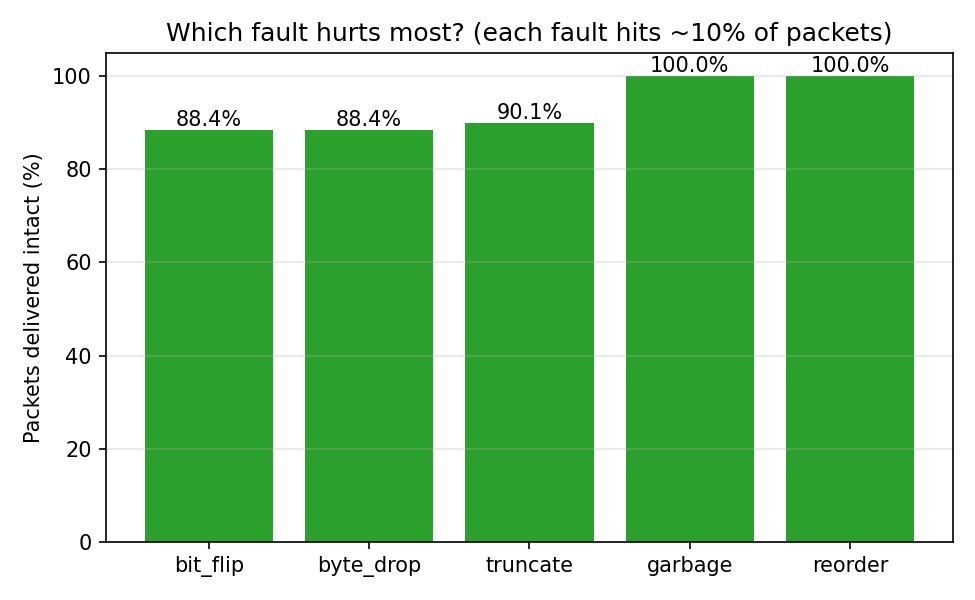 Which fault hurts most? (each fault hits ~10% of packets)
Packets delivered intact (%)
100
80
60
40
20
0
88.4%
88.4%
90.1%
100.0%
100.0%
bit_flip
byte_drop
truncate
garbage
reorder